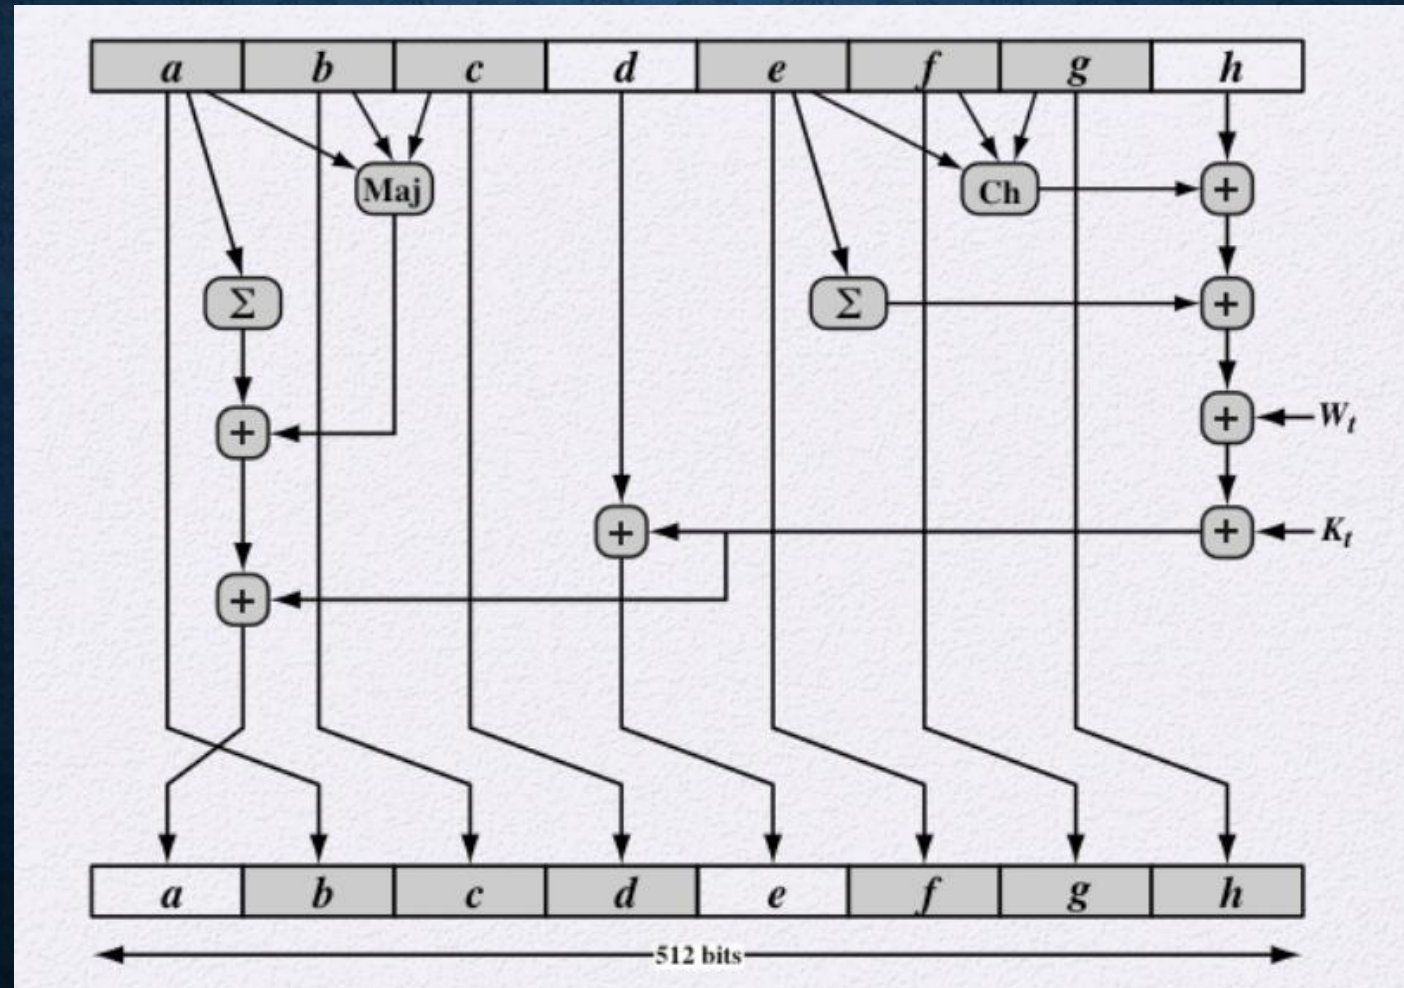 a b c d e f g h
Maj Ch +
Σ Σ +
+ + W_t
+ + K_t
+
a b c d e f g h
512 bits